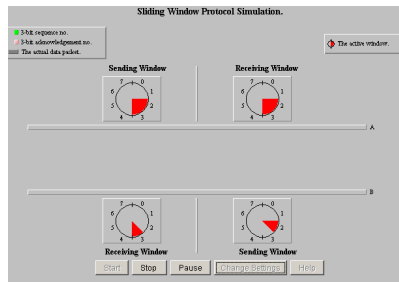 Sliding Window Protocol Simulation.
3-bit sequence no.
3-bit acknowledgement no.
The actual data packet.
The active window.
Sending Window
Receiving Window
7 0
6 1
5 2
4 3
7 0
6 1
5 2
4 3
A
B
7 0
6 1
5 2
4 3
7 0
6 1
5 2
4 3
Receiving Window
Sending Window
Start Stop Pause Change Settings Help